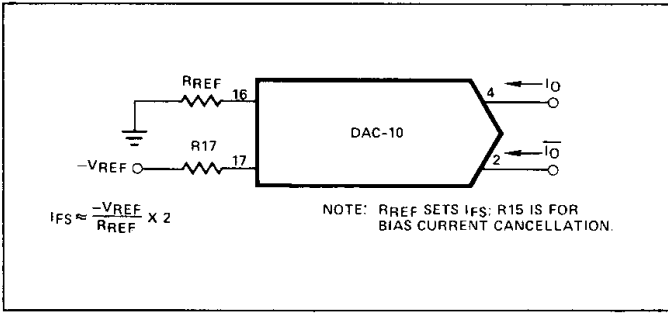 RREF
16
4
IO
DAC-10
R17
17
2
IO
-VREF
IFS ≈ -VREF / RREF X 2
NOTE: RREF SETS IFS; R15 IS FOR
BIAS CURRENT CANCELLATION.